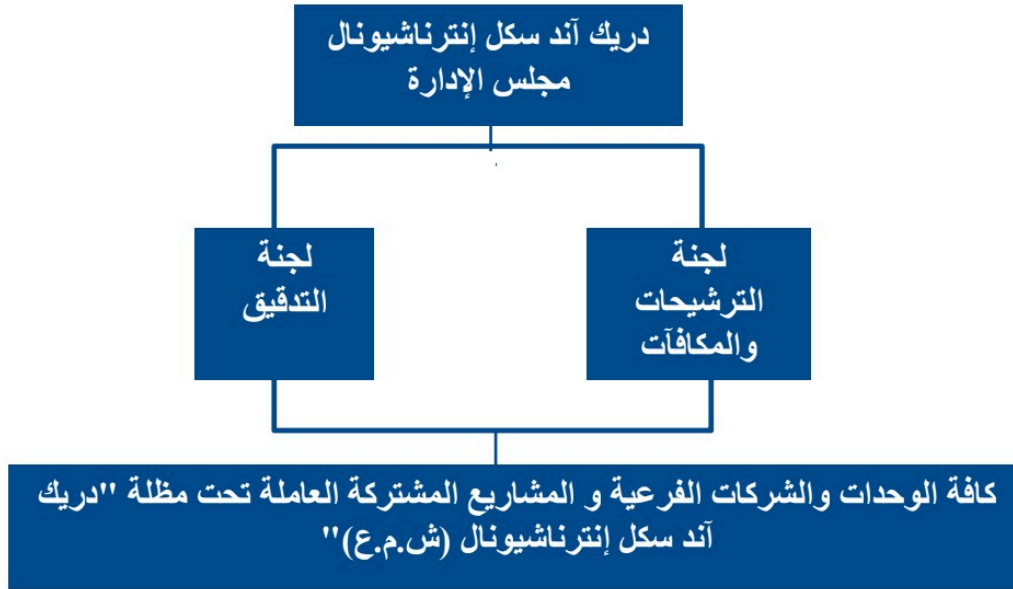 دريك آند سكل إنترناشيونال
مجلس الإدارة
لجنة
الترشيحات
والمكافآت
لجنة
التدقيق
كافة الوحدات والشركات الفرعية و المشاريع المشتركة العاملة تحت مظلة "دريك
آند سكل إنترناشيونال (ش.م.ع)"